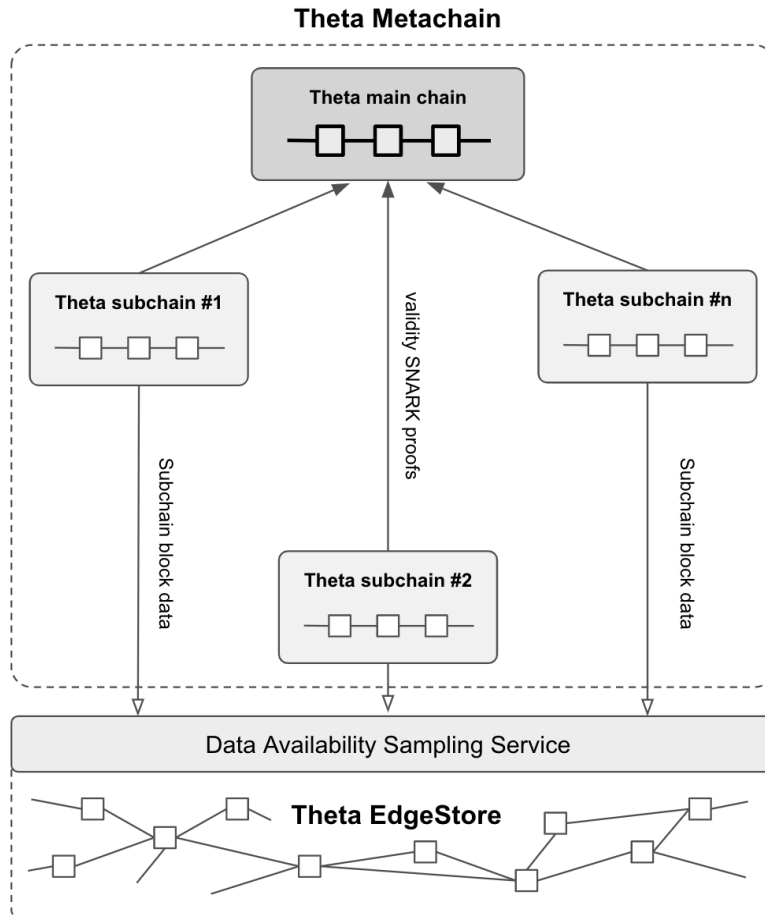 Theta Metachain
Theta main chain
Theta subchain #1
Theta subchain #n
validity SNARK proofs
Subchain block data
Subchain block data
Theta subchain #2
Data Availability Sampling Service
Theta EdgeStore